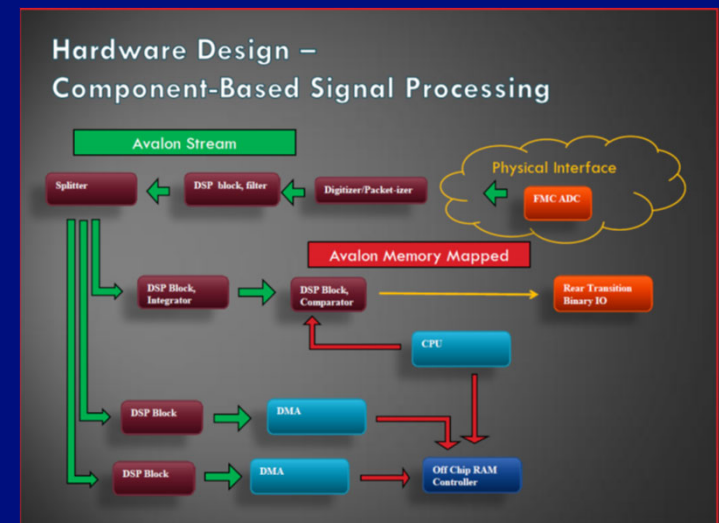 Hardware Design –
Component-Based Signal Processing
Avalon Stream
Physical Interface
Splitter
DSP block, filter
Digitizer/Packet-izer
FMC ADC
Avalon Memory Mapped
DSP Block,
Integrator
DSP Block,
Comparator
Rear Transition
Binary IO
CPU
DSP Block
DMA
DSP Block
DMA
Off Chip RAM
Controller